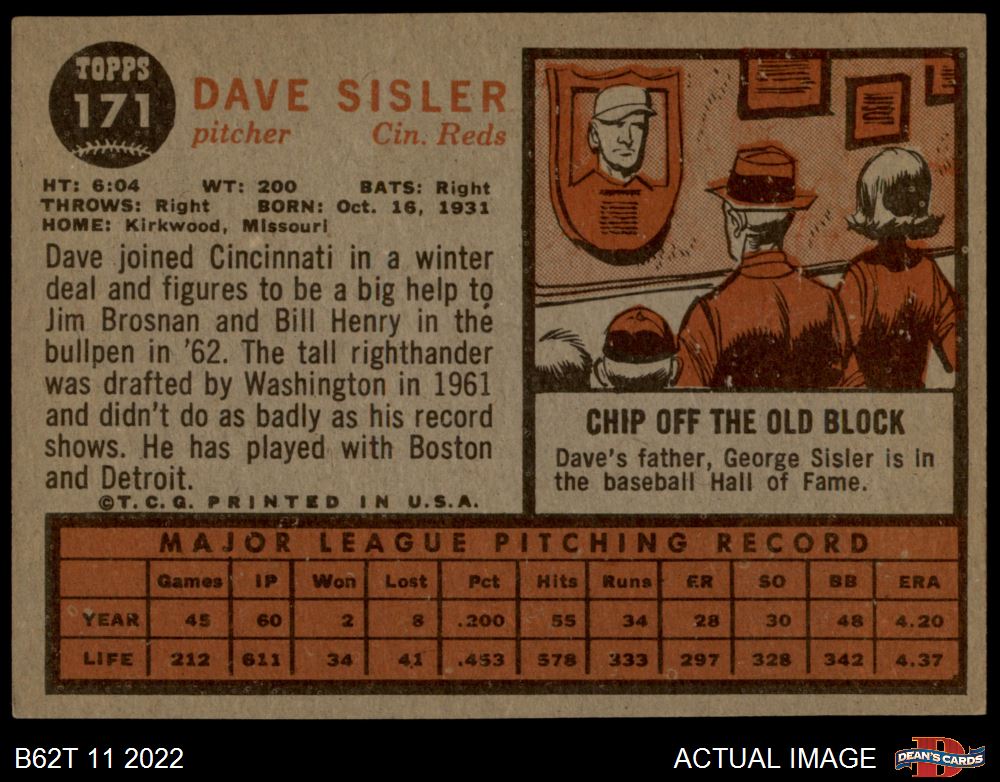 TOPPS
171
DAVE SISLER
pitcher Cin. Reds
HT: 6:04 WT: 200 BATS: Right
THROWS: Right BORN: Oct. 16, 1931
HOME: Kirkwood, Missouri
Dave joined Cincinnati in a winter
deal and figures to be a big help to
Jim Brosnan and Bill Henry in the
bullpen in '62. The tall righthander
was drafted by Washington in 1961
and didn't do as badly as his record
shows. He has played with Boston
and Detroit.
©T.C.G. PRINTED IN U.S.A.
CHIP OFF THE OLD BLOCK
Dave's father, George Sisler is in
the baseball Hall of Fame.
MAJOR LEAGUE PITCHING RECORD
Games IP Won Lost Pct Hits Runs ER SO BB ERA
YEAR 45 60 2 8 .200 55 34 28 30 48 4.20
LIFE 212 611 34 41 .453 578 333 297 328 342 4.37
B62T 11 2022 ACTUAL IMAGE DEAN'S CARDS